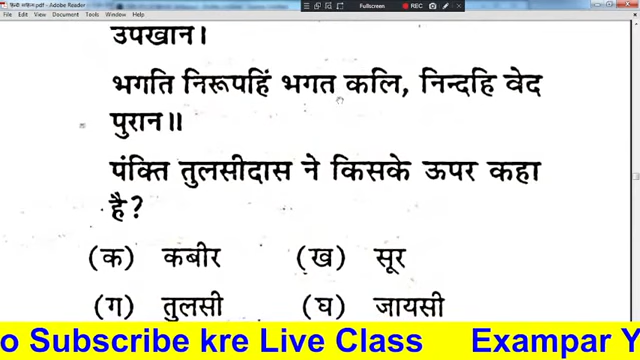 हिन्दी साहित्य.pdf - Adobe Reader
File Edit View Document Window Help
Fullscreen REC
उपखान।
भगति निरूपहिं भगत कलि, निन्दहि वेद
पुरान॥
पंक्ति तुलसीदास ने किसके ऊपर कहा
है?
(क) कबीर (ख) सूर
(ग) तुलसी (घ) जायसी
o Subscribe kre Live Class Exampar Y